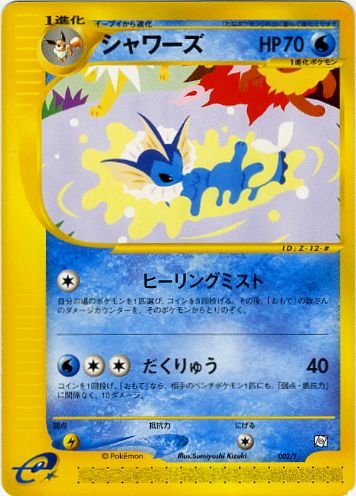 1進化
イーブイから進化
シャワーズ HP70
1進化ポケモン
ID:Z-12-#
ヒーリングミスト
自分の場のポケモンを1匹選び、コインを3回投げる。その後、「おもて」の数ぶん
のダメージカウンターを、そのポケモンからとりのぞく。
だくりゅう 40
コインを1回投げ、「おもて」なら、相手のベンチポケモン1匹にも、「弱点・抵抗力」
に関係なく、10ダメージ。
弱点 抵抗力 にげる
© Pokémon Illus.Sumiyoshi Kizuki 002/T
e